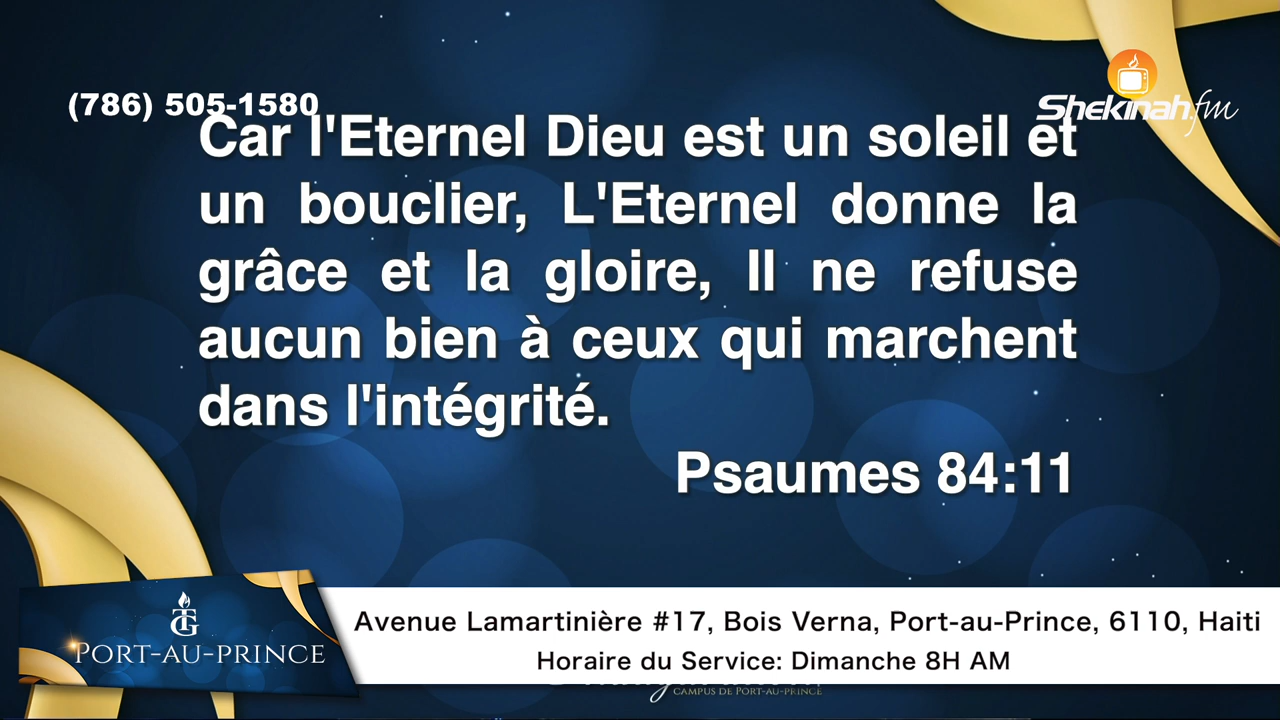 (786) 505-1580
Shekinah.fm
Car l'Eternel Dieu est un soleil et
un bouclier, L'Eternel donne la
grâce et la gloire, Il ne refuse
aucun bien à ceux qui marchent
dans l'intégrité.
Psaumes 84:11
TG
PORT-AU-PRINCE
Avenue Lamartinière #17, Bois Verna, Port-au-Prince, 6110, Haiti
Horaire du Service: Dimanche 8H AM
CAMPUS DE PORT-AU-PRINCE